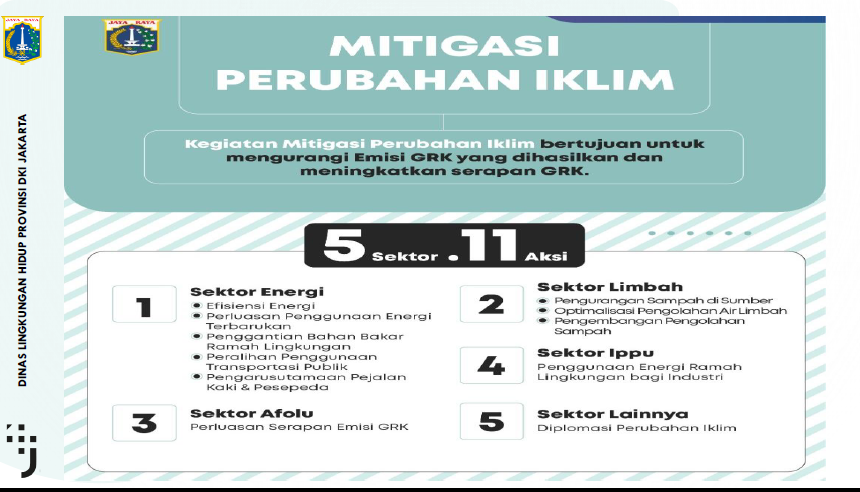 JAYA RAYA
JAYA RAYA
DINAS LINGKUNGAN HIDUP PROVINSI DKI JAKARTA
MITIGASI
PERUBAHAN IKLIM
Kegiatan Mitigasi Perubahan Iklim bertujuan untuk
mengurangi Emisi GRK yang dihasilkan dan
meningkatkan serapan GRK.
5 Sektor . 11 Aksi
1
Sektor Energi
Efisiensi Energi
Perluasan Penggunaan Energi
Terbarukan
Penggantian Bahan Bakar
Ramah Lingkungan
Peralihan Penggunaan
Transportasi Publik
Pengarusutamaan Pejalan
Kaki & Pesepeda
2
Sektor Limbah
Pengurangan Sampah di Sumber
Optimalisasi Pengolahan Air Limbah
Pengembangan Pengolahan
Sampah
3
Sektor Afolu
Perluasan Serapan Emisi GRK
4
Sektor Ippu
Penggunaan Energi Ramah
Lingkungan bagi Industri
5
Sektor Lainnya
Diplomasi Perubahan Iklim